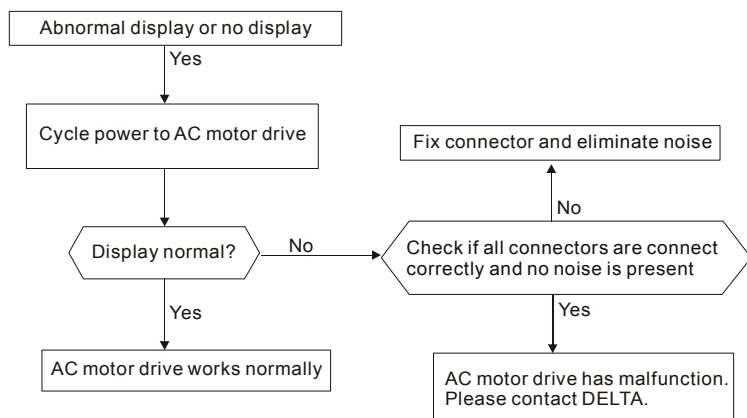 Abnormal display or no display
Yes
Cycle power to AC motor drive
Fix connector and eliminate noise
No
Display normal?
No
Check if all connectors are connect
correctly and no noise is present
Yes
Yes
AC motor drive works normally
AC motor drive has malfunction.
Please contact DELTA.